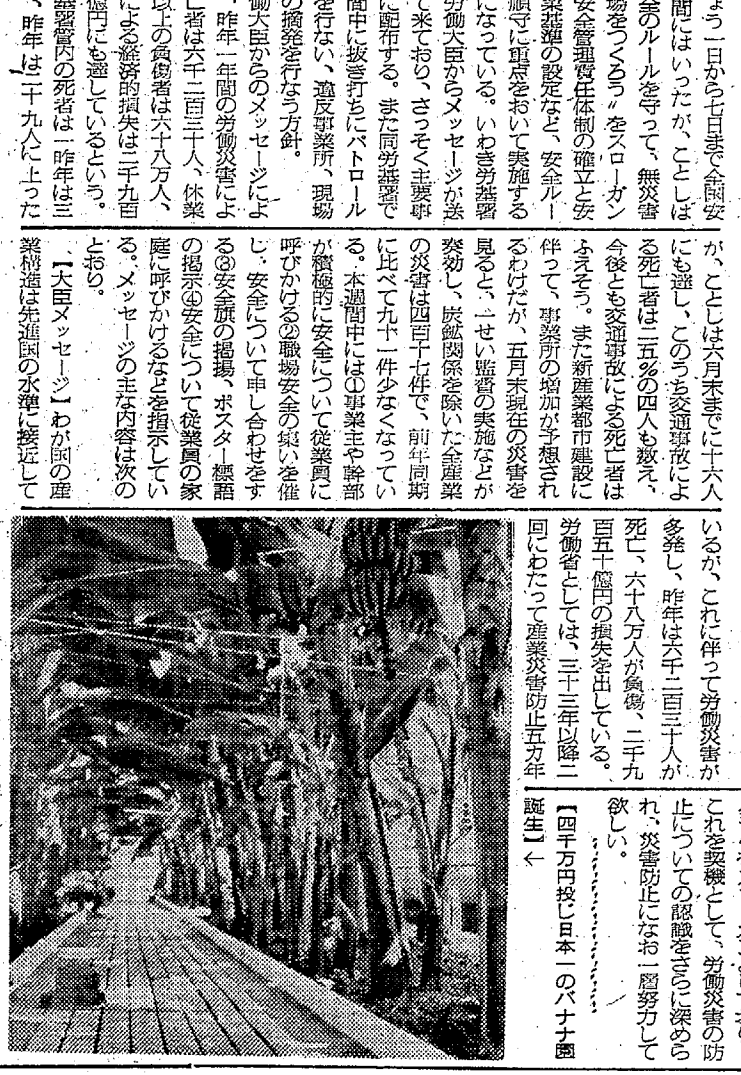 ょう一日から七日まで全国安
間にはいったが、ことしは
全のルールを守って、無災害
場をつくろう〃をスローガン
安全管理責任体制の確立と安
業基準の設定など、安全ルー
順守に重点をおいて実施する
になっている。いわき労基署
労働大臣からメッセージが送
て来ており、さっそく主要事
に配布する。また同労基署で
間中に抜き打ちにパトロール
を行ない、違反事業所、現場
の摘発を行なう方針。
働大臣からのメッセージによ
、昨年一年間の労働災害によ
亡者は六千二百三十人、休業
以上の負傷者は六十八万人、
による経済的損失は二千九百
億円にも達しているという。
基署管内の死者は一昨年は三
、昨年は二十九人に上った
が、ことしは六月末までに十六人
にも達し、このうち交通事故によ
る死亡者は二五%の四人も数え、
今後とも交通事故による死亡者は
ふえそう。また新産業都市建設に
伴って、事業所の増加が予想され
るわけだが、五月末現在の災害を
見ると、一せい監督の実施などが
奏効し、炭鉱関係を除いた全産業
の災害は四百十七件で、前年同期
に比べて九十一件少なくなってい
る。本週間中には①事業主や幹部
が積極的に安全について従業員に
呼びかける②職場安全の集いを催
し、安全について申し合わせをす
る③安全旗の掲揚、ポスター標語
の掲示④安全について従業員の家
庭に呼びかけるなどを指示してい
る。メッセージの主な内容は次の
とおり。
【大臣メッセージ】わが国の産
業構造は先進国の水準に接近して
いるが、これに伴って労働災害が
多発し、昨年は六千二百三十人が
死亡、六十八万人が負傷、二千九
百五十億円の損失を出している。
労働省としては、三十三年以降二
回にわたって産業災害防止五カ年
これを契機として、労働災害の防
止についての認識をさらに深めら
れ、災害防止になお一層努力して
欲しい。
【四千万円投じ日本一のバナナ園
誕生】←